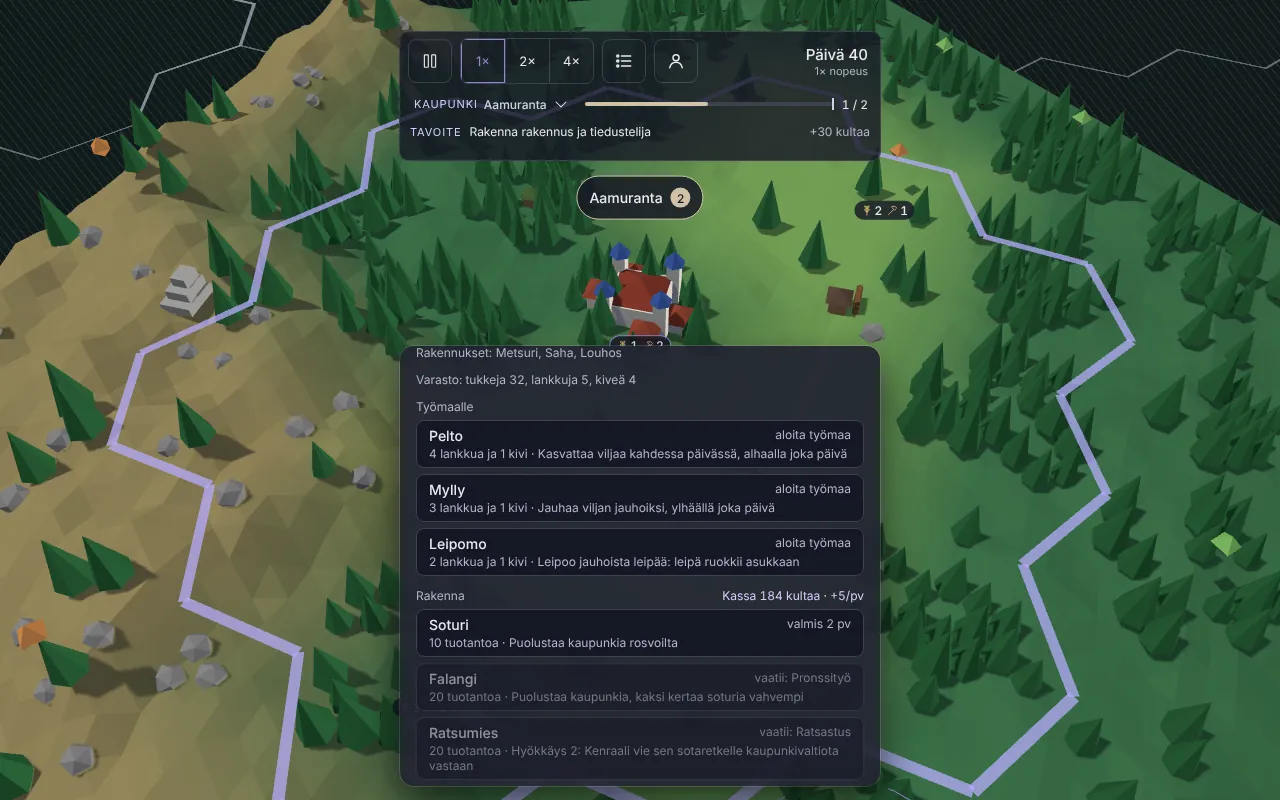 1×
2×
4×
Päivä 40
1× nopeus
KAUPUNKI Aamuranta
1 / 2
TAVOITE Rakenna rakennus ja tiedustelija
+30 kultaa
Aamuranta 2
2 1
1 2
Rakennukset: Metsuri, Saha, Louhos
Varasto: tukkeja 32, lankkuja 5, kiveä 4
Työmaalle
Pelto
aloita työmaa
4 lankkua ja 1 kivi · Kasvattaa viljaa kahdessa päivässä, alhaalla joka päivä
Mylly
aloita työmaa
3 lankkua ja 1 kivi · Jauhaa viljan jauhoiksi, ylhäällä joka päivä
Leipomo
aloita työmaa
2 lankkua ja 1 kivi · Leipoo jauhoista leipää: leipä ruokkii asukkaan
Rakenna
Kassa 184 kultaa · +5/pv
Soturi
valmis 2 pv
10 tuotantoa · Puolustaa kaupunkia rosvoilta
Falangi
vaatii: Pronssityö
20 tuotantoa · Puolustaa kaupunkia, kaksi kertaa soturia vahvempi
Ratsumies
vaatii: Ratsastus
20 tuotantoa · Hyökkäys 2: Kenraali vie sen sotaretkelle kaupunkivaltiota
vastaan